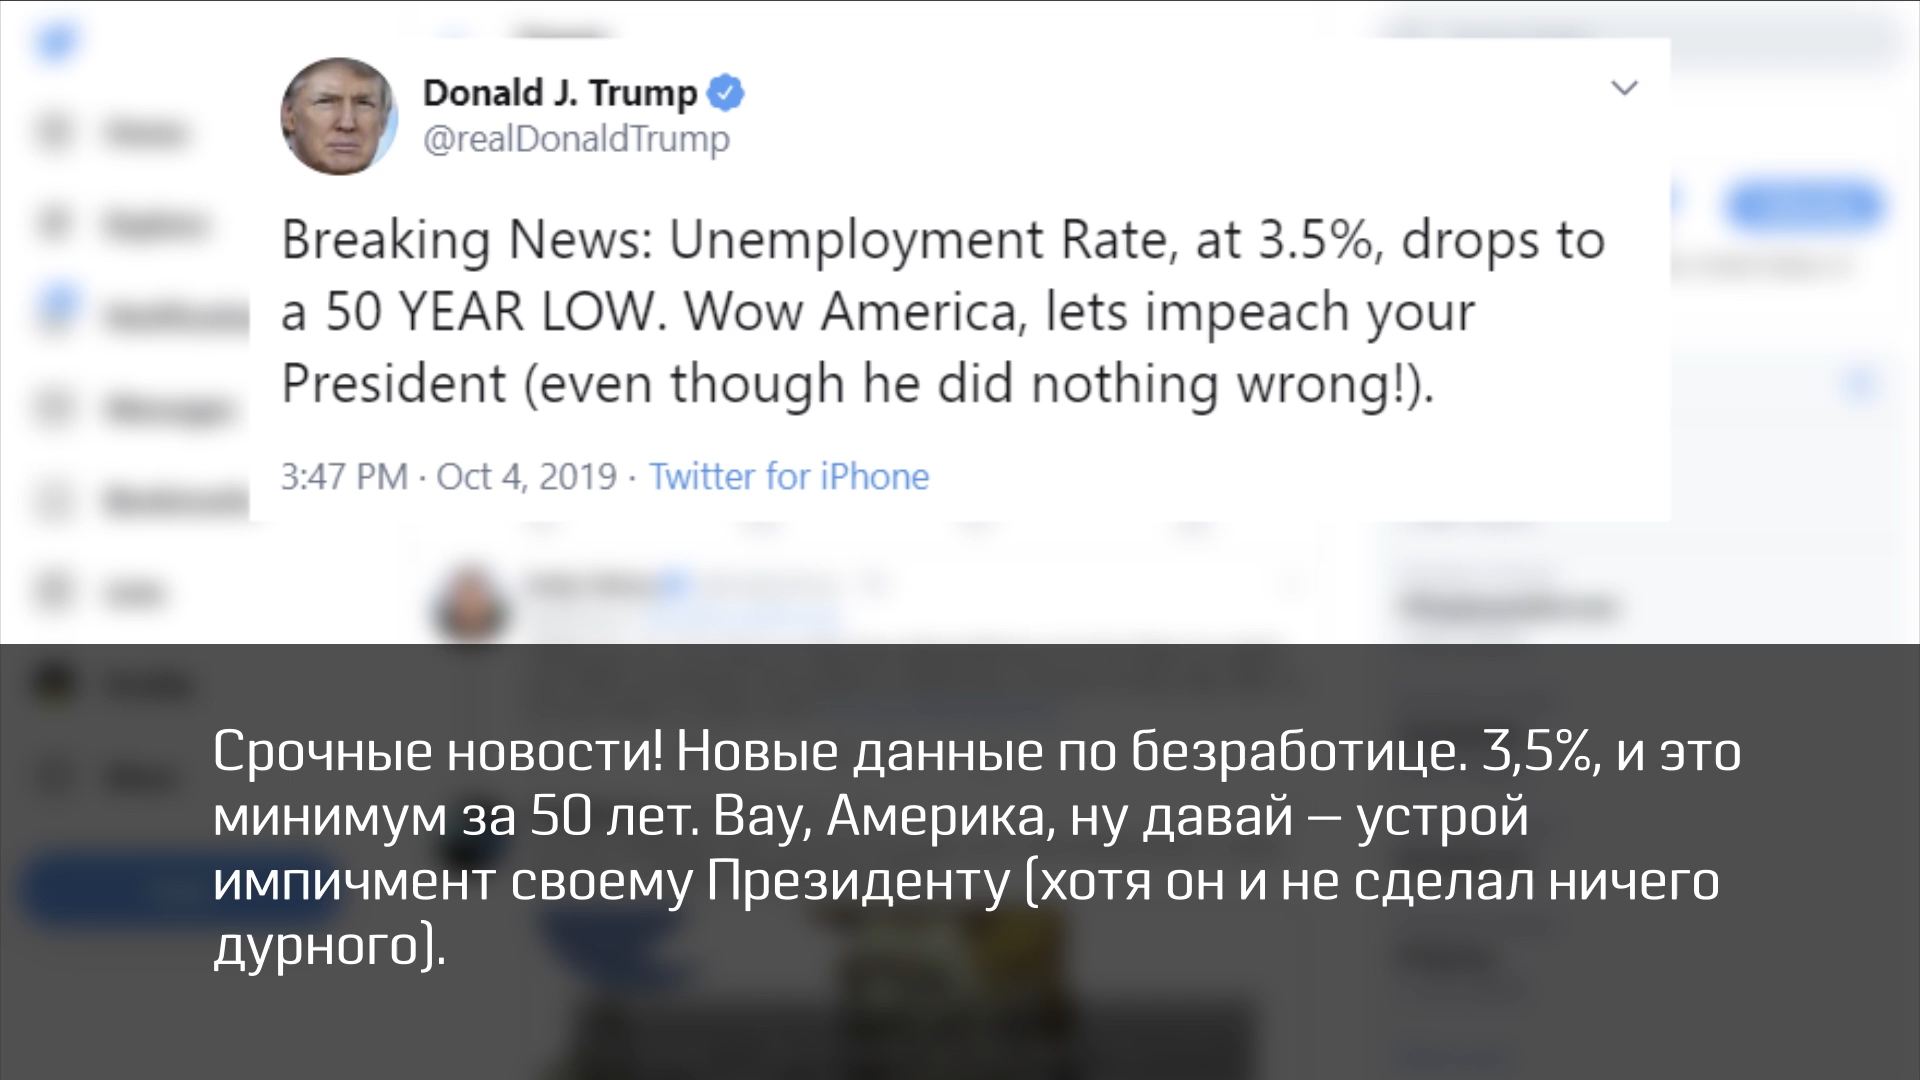 Donald J. Trump
@realDonaldTrump
Breaking News: Unemployment Rate, at 3.5%, drops to
a 50 YEAR LOW. Wow America, lets impeach your
President (even though he did nothing wrong!).
3:47 PM · Oct 4, 2019 · Twitter for iPhone
Срочные новости! Новые данные по безработице. 3,5%, и это
минимум за 50 лет. Вау, Америка, ну давай — устрой
импичмент своему Президенту (хотя он и не сделал ничего
дурного).